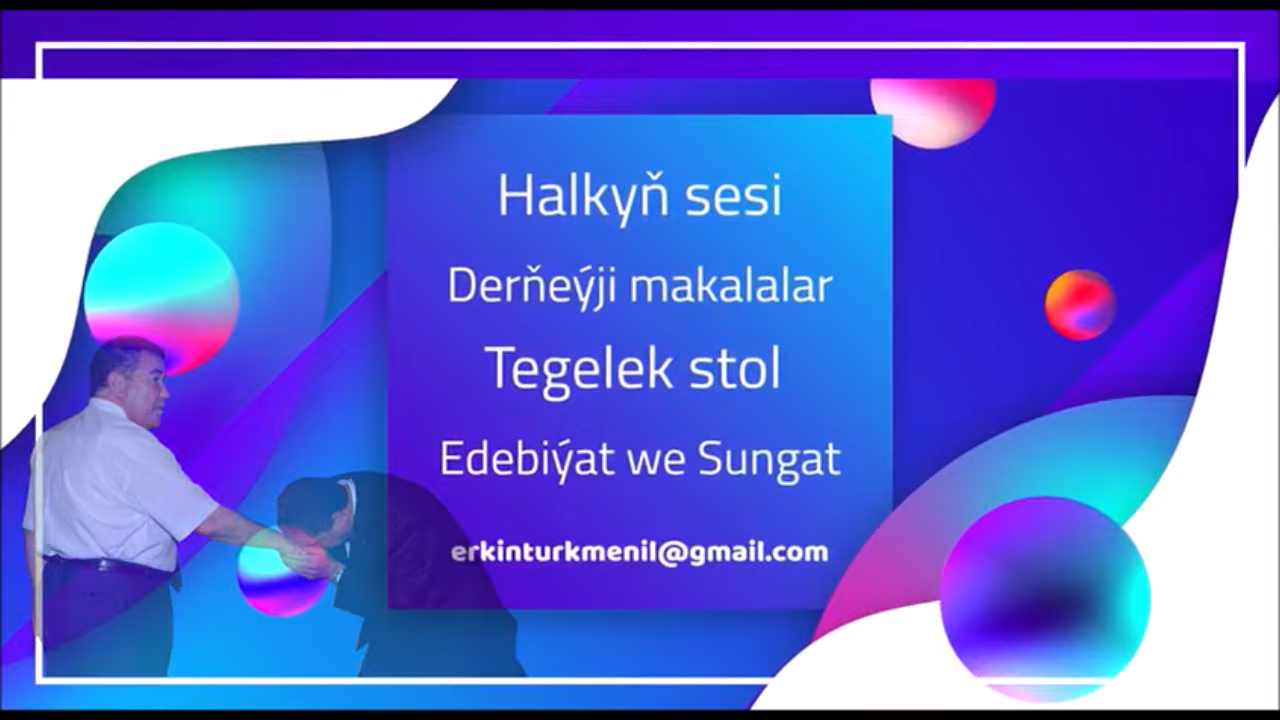 Halkyň sesi
Derňeýji makalalar
Tegelek stol
Edebiýat we Sungat
erkinturkmenil@gmail.com